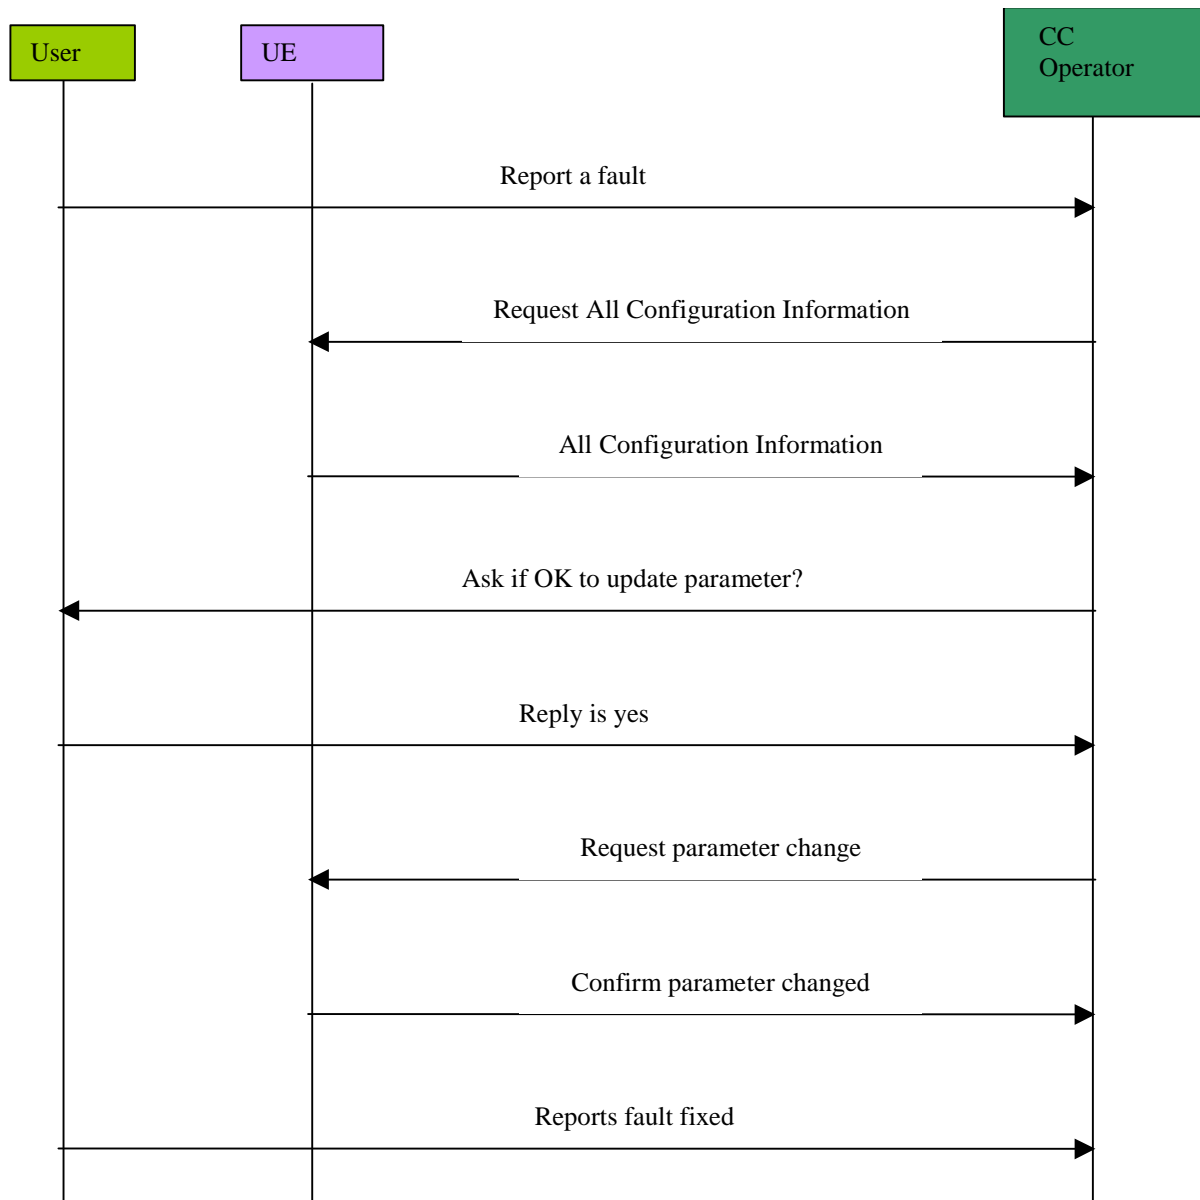 User
UE
CC
Operator
Report a fault
Request All Configuration Information
All Configuration Information
Ask if OK to update parameter?
Reply is yes
Request parameter change
Confirm parameter changed
Reports fault fixed